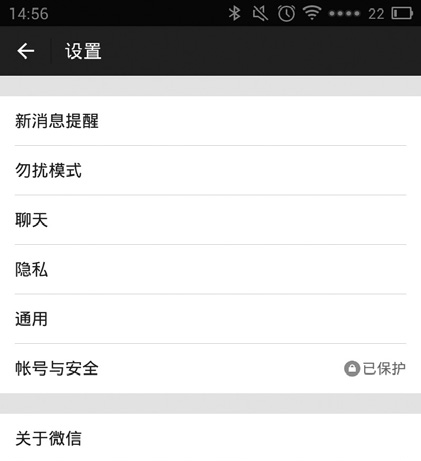 14:56 22
设置
新消息提醒
勿扰模式
聊天
隐私
通用
帐号与安全 已保护
关于微信